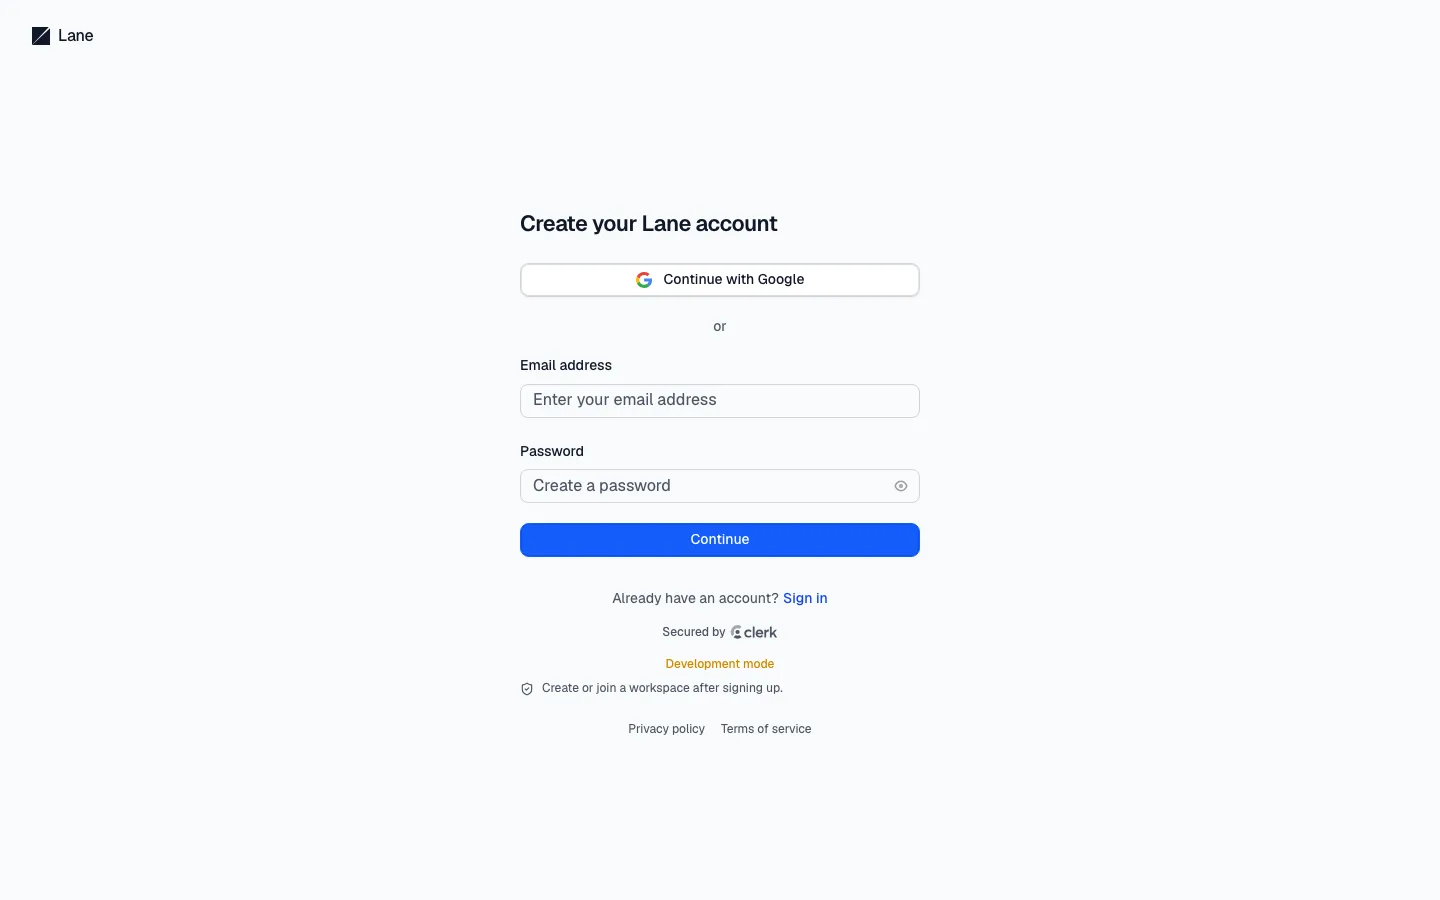 Lane
Create your Lane account
Continue with Google
or
Email address
Enter your email address
Password
Create a password
Continue
Already have an account? Sign in
Secured by clerk
Development mode
Create or join a workspace after signing up.
Privacy policy Terms of service